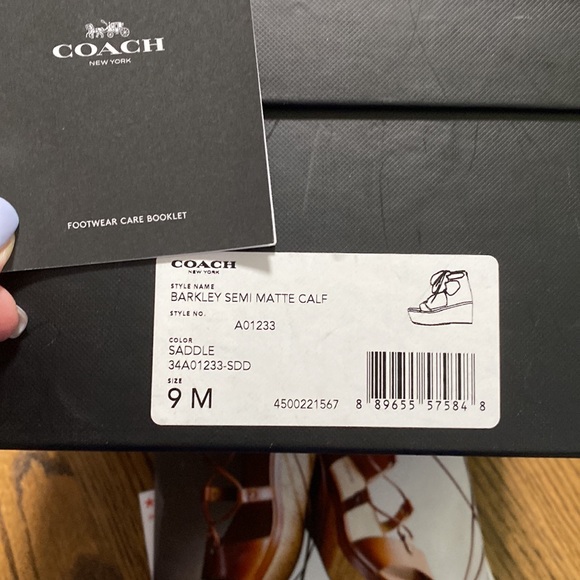 COACH
NEW YORK
FOOTWEAR CARE BOOKLET
COACH
NEW YORK
STYLE NAME
BARKLEY SEMI MATTE CALF
STYLE NO.
A01233
COLOR
SADDLE
34A01233-SDD
SIZE
9 M
4500221567
8 89655 57584 8